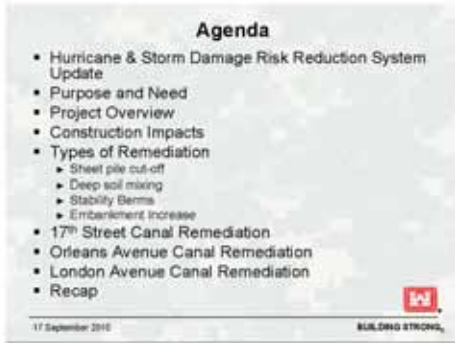 Agenda
▪ Hurricane & Storm Damage Risk Reduction System
Update
▪ Purpose and Need
▪ Project Overview
▪ Construction Impacts
▪ Types of Remediation
► Sheet pile cut-off
► Deep soil mixing
► Stability Berms
► Embankment Increase
▪ 17th Street Canal Remediation
▪ Orleans Avenue Canal Remediation
▪ London Avenue Canal Remediation
▪ Recap
17 September 2010
BUILDING STRONG®